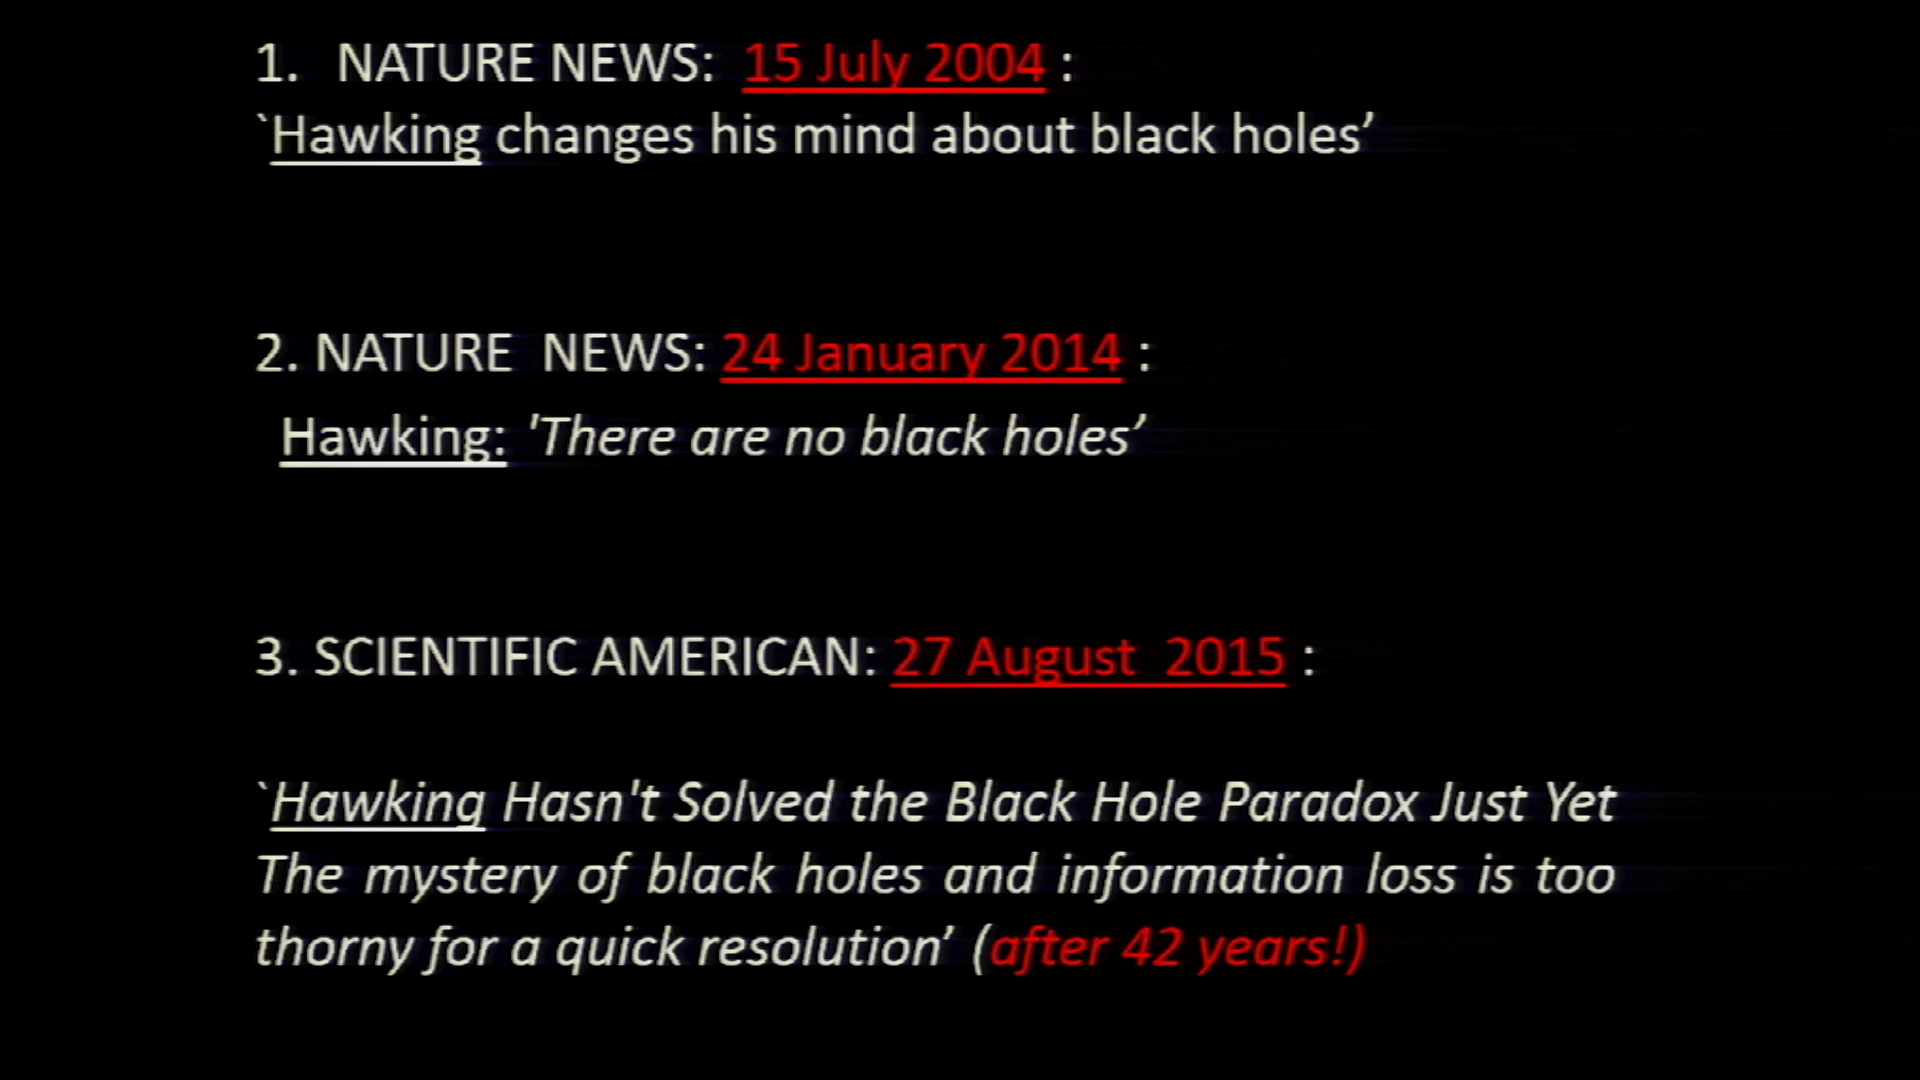 1. NATURE NEWS: 15 July 2004 :
`Hawking changes his mind about black holes’
2. NATURE NEWS: 24 January 2014 :
Hawking: 'There are no black holes’
3. SCIENTIFIC AMERICAN: 27 August 2015 :
`Hawking Hasn't Solved the Black Hole Paradox Just Yet
The mystery of black holes and information loss is too
thorny for a quick resolution’ (after 42 years!)